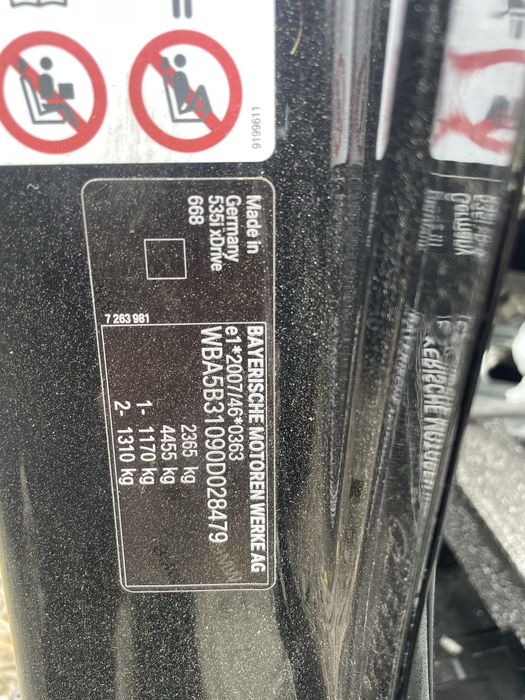 9199611
Made in
Germany
535i xDrive
668
7 263 981
BAYERISCHE MOTOREN WERKE AG
e1*2007/46*0363
WBA5B31090D028479
2365 kg
4455 kg
1- 1170 kg
2- 1310 kg